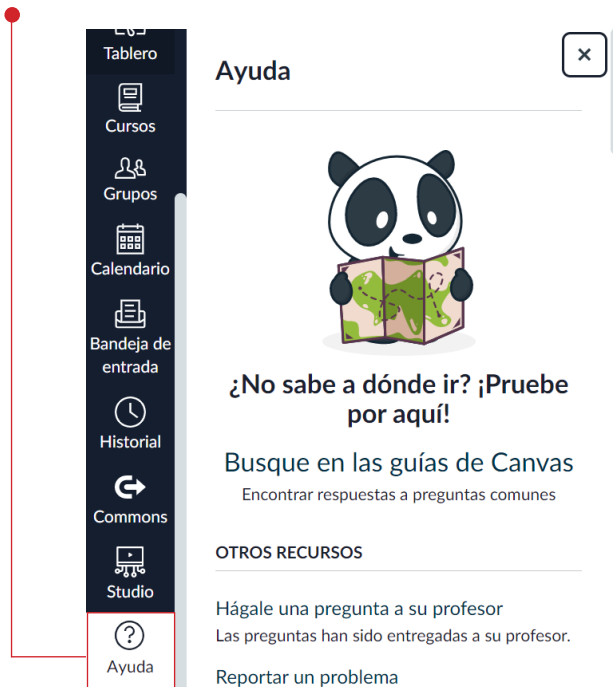 Tablero
Cursos
Grupos
Calendario
Bandeja de
entrada
Historial
Commons
Studio
Ayuda
Ayuda
×
¿No sabe a dónde ir? ¡Pruebe
por aquí!
Busque en las guías de Canvas
Encontrar respuestas a preguntas comunes
OTROS RECURSOS
Hágale una pregunta a su profesor
Las preguntas han sido entregadas a su profesor.
Reportar un problema